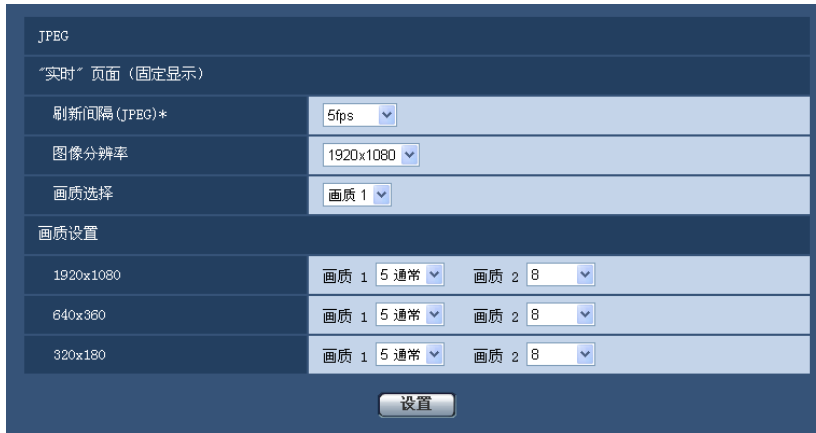 JPEG
"实时" 页面（固定显示）
刷新间隔(JPEG)* 5fps
图像分辨率 1920x1080
画质选择 画质 1
画质设置
1920x1080 画质 1 5 通常 画质 2 8
640x360 画质 1 5 通常 画质 2 8
320x180 画质 1 5 通常 画质 2 8
设置